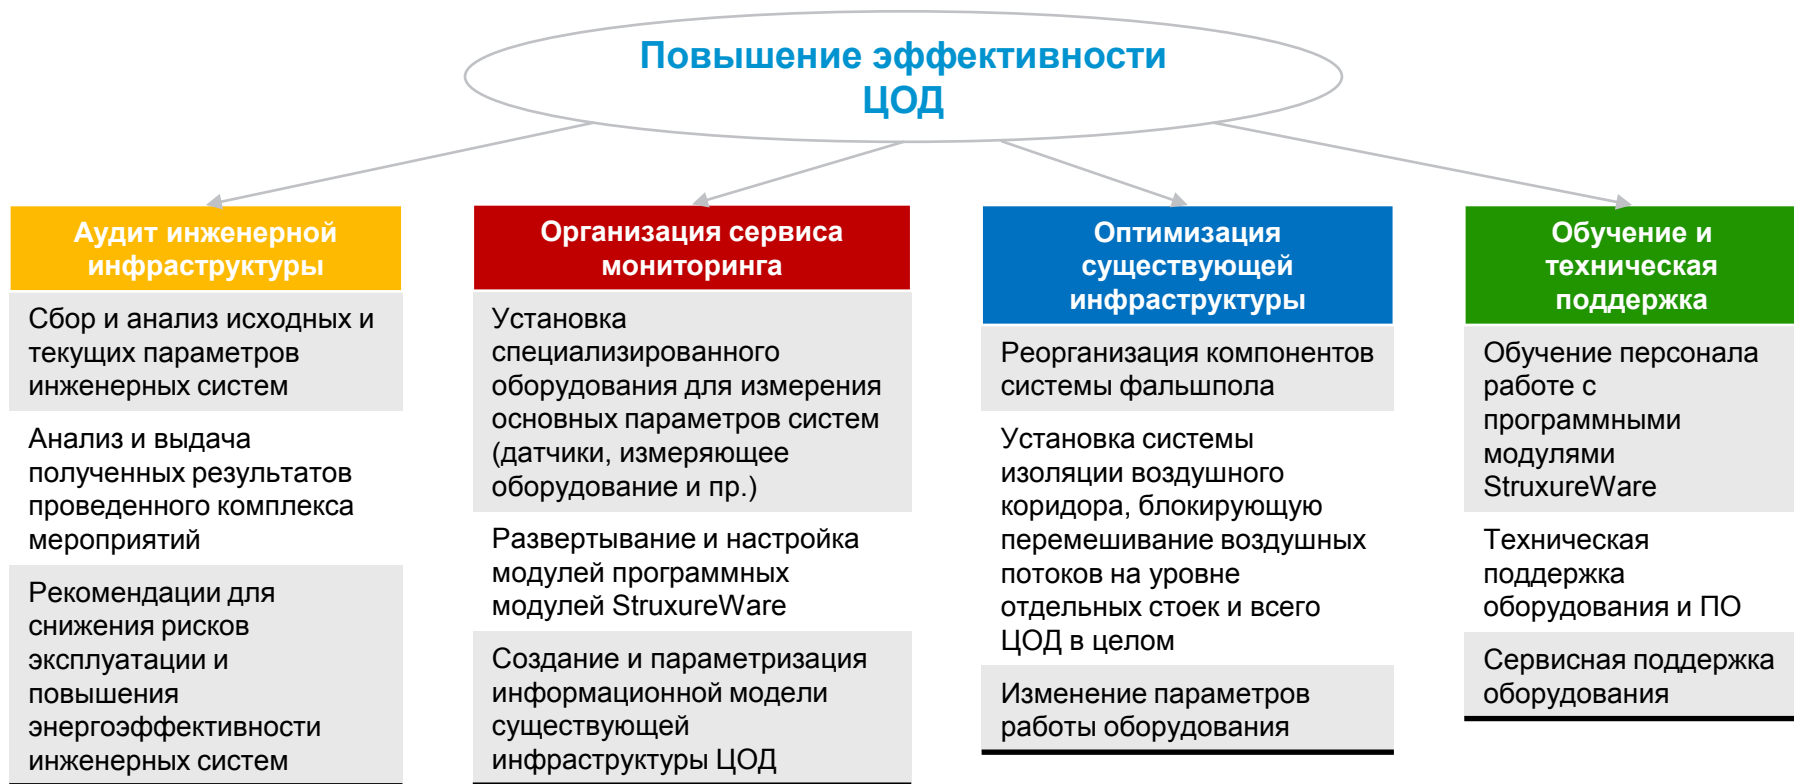 Повышение эффективности
ЦОД
Аудит инженерной
инфраструктуры
Сбор и анализ исходных и
текущих параметров
инженерных систем
Анализ и выдача
полученных результатов
проведенного комплекса
мероприятий
Рекомендации для
снижения рисков
эксплуатации и
повышения
энергоэффективности
инженерных систем
Организация сервиса
мониторинга
Установка
специализированного
оборудования для измерения
основных параметров систем
(датчики, измеряющее
оборудование и пр.)
Развертывание и настройка
модулей программных
модулей StruxureWare
Создание и параметризация
информационной модели
существующей
инфраструктуры ЦОД
Оптимизация
существующей
инфраструктуры
Реорганизация компонентов
системы фальшпола
Установка системы
изоляции воздушного
коридора, блокирующую
перемешивание воздушных
потоков на уровне
отдельных стоек и всего
ЦОД в целом
Изменение параметров
работы оборудования
Обучение и
техническая
поддержка
Обучение персонала
работе с
программными
модулями
StruxureWare
Техническая
поддержка
оборудования и ПО
Сервисная поддержка
оборудования